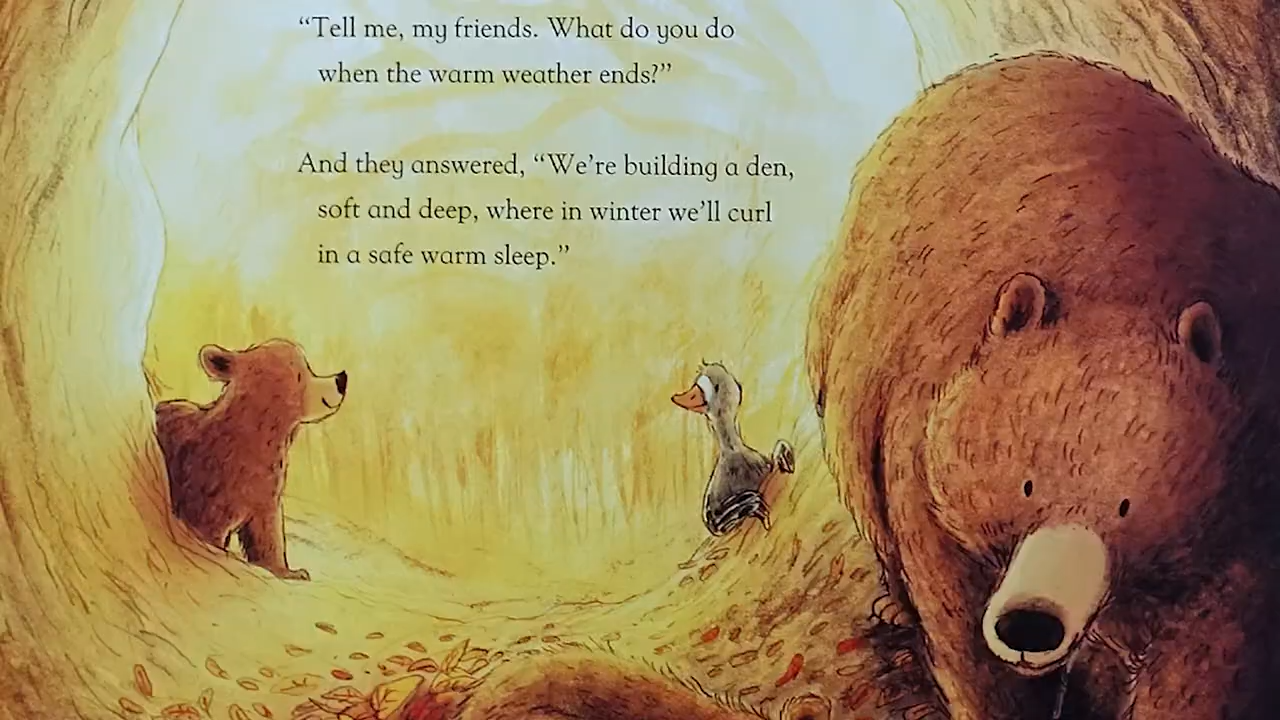 “Tell me, my friends. What do you do
when the warm weather ends?”
And they answered, “We’re building a den,
soft and deep, where in winter we’ll curl
in a safe warm sleep.”